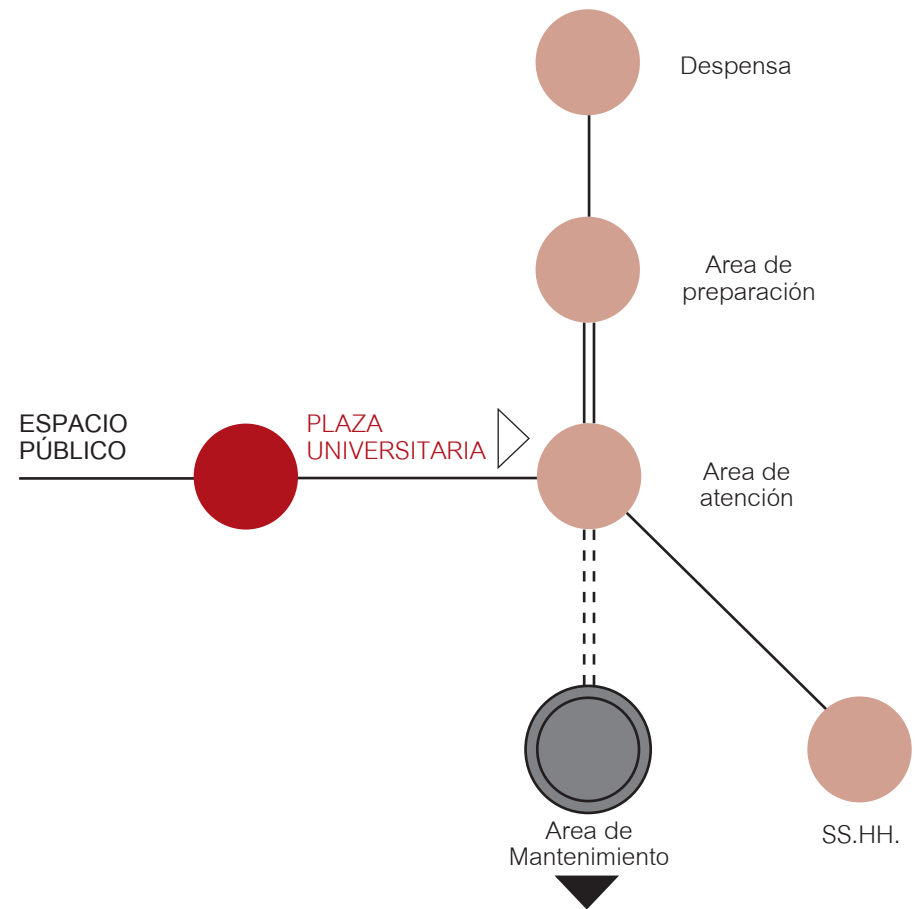 Despensa
Area de
preparación
ESPACIO
PÚBLICO
PLAZA
UNIVERSITARIA
Area de
atención
Area de
Mantenimiento
SS.HH.